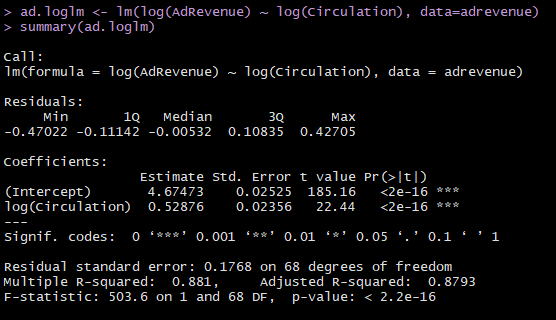 > ad.loglm <- lm(log(AdRevenue) ~ log(Circulation), data=adrevenue)
> summary(ad.loglm)
Call:
lm(formula = log(AdRevenue) ~ log(Circulation), data = adrevenue)
Residuals:
     Min       1Q   Median       3Q      Max
-0.47022 -0.11142 -0.00532  0.10835  0.42705
Coefficients:
                 Estimate Std. Error t value Pr(>|t|)
(Intercept)       4.67473    0.02525  185.16   <2e-16 ***
log(Circulation)  0.52876    0.02356   22.44   <2e-16 ***
---
Signif. codes:  0 ‘***’ 0.001 ‘**’ 0.01 ‘*’ 0.05 ‘.’ 0.1 ‘ ’ 1
Residual standard error: 0.1768 on 68 degrees of freedom
Multiple R-squared:  0.881,     Adjusted R-squared:  0.8793
F-statistic: 503.6 on 1 and 68 DF,  p-value: < 2.2e-16